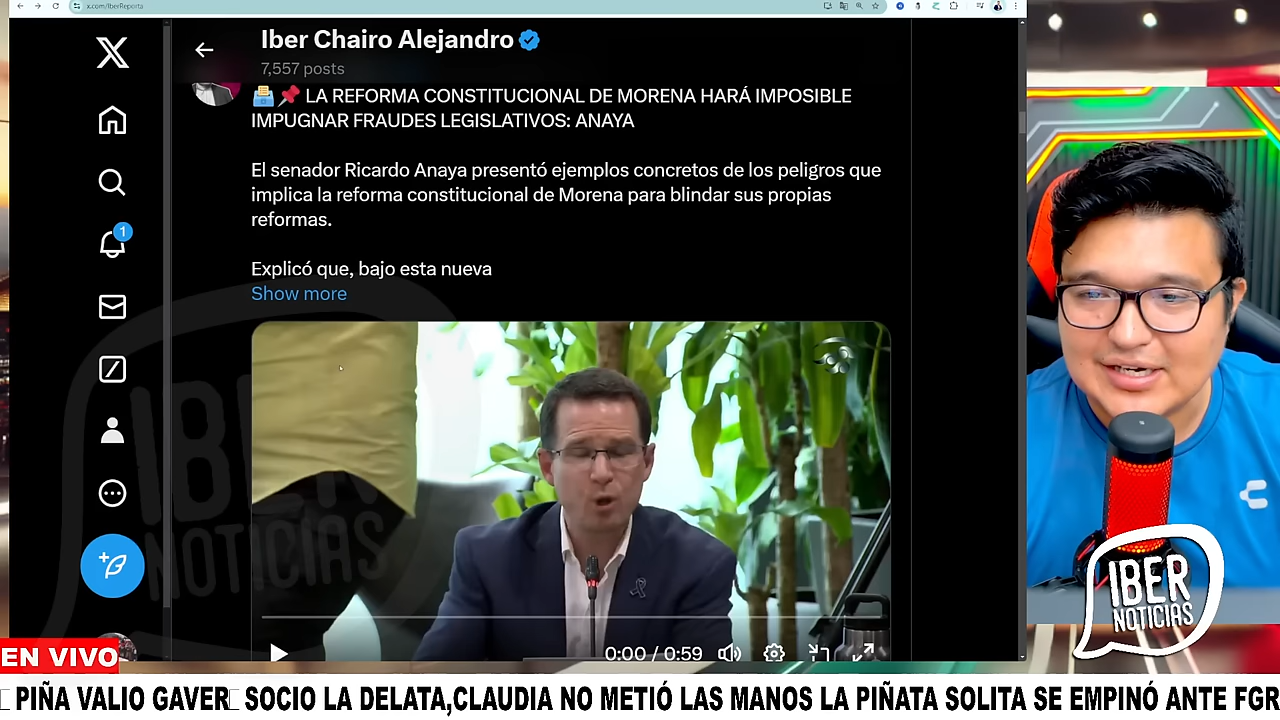 x.com/IberReporta
Iber Chairo Alejandro
7,557 posts
LA REFORMA CONSTITUCIONAL DE MORENA HARÁ IMPOSIBLE
IMPUGNAR FRAUDES LEGISLATIVOS: ANAYA
El senador Ricardo Anaya presentó ejemplos concretos de los peligros que
implica la reforma constitucional de Morena para blindar sus propias
reformas.
Explicó que, bajo esta nueva
Show more
1
IBER
NOTICIAS
0:00 / 0:59
IBER
NOTICIAS
EN VIVO
PIÑA VALIO GAVER SOCIO LA DELATA,CLAUDIA NO METIÓ LAS MANOS LA PIÑATA SOLITA SE EMPINÓ ANTE FGR